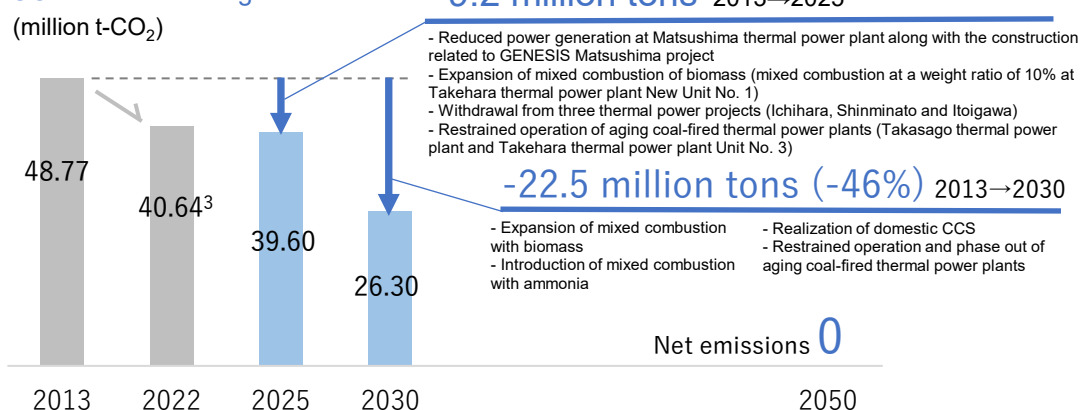 (million t-CO₂)
2013→2025
- Reduced power generation at Matsushima thermal power plant along with the construction
related to GENESIS Matsushima project
- Expansion of mixed combustion of biomass (mixed combustion at a weight ratio of 10% at
Takehara thermal power plant New Unit No. 1)
- Withdrawal from three thermal power projects (Ichihara, Shinminato and Itoigawa)
- Restrained operation of aging coal-fired thermal power plants (Takasago thermal power
plant and Takehara thermal power plant Unit No. 3)
-22.5 million tons (-46%) 2013→2030
- Expansion of mixed combustion
with biomass
- Introduction of mixed combustion
with ammonia
- Realization of domestic CCS
- Restrained operation and phase out of
aging coal-fired thermal power plants
48.77
40.64³
39.60
26.30
Net emissions 0
2013
2022
2025
2030
2050